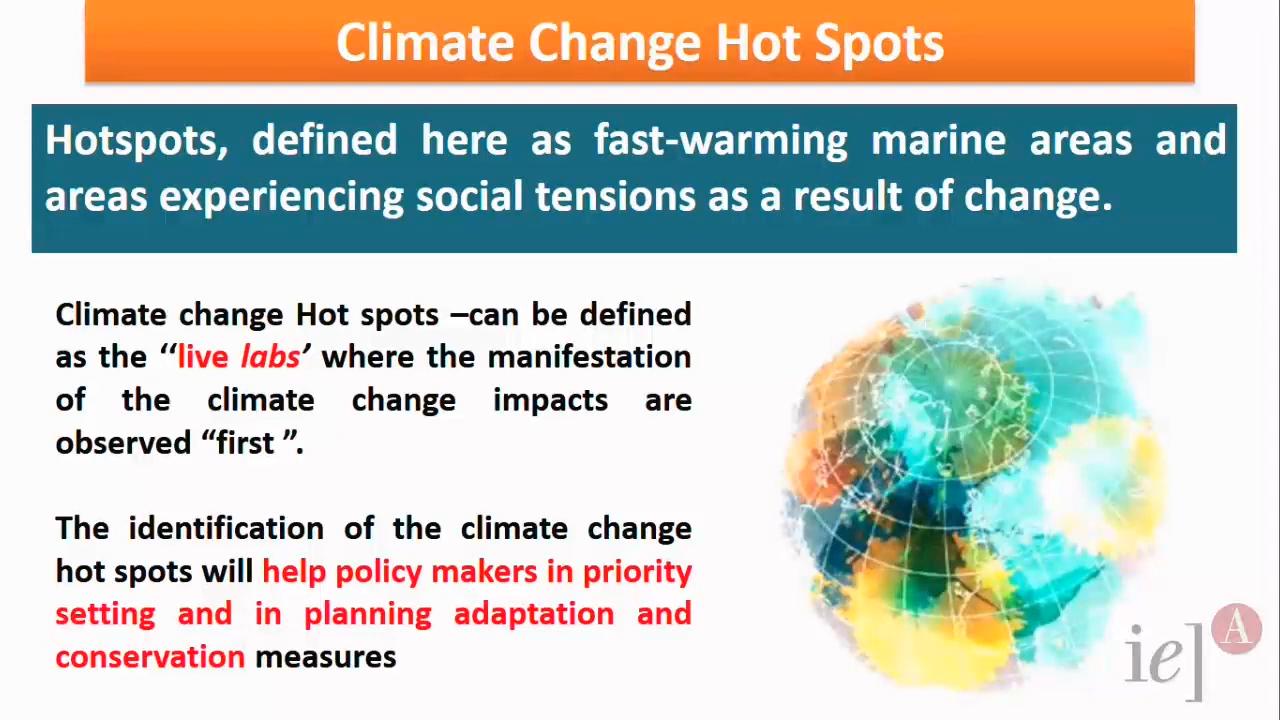 Climate Change Hot Spots
Hotspots, defined here as fast-warming marine areas and
areas experiencing social tensions as a result of change.
Climate change Hot spots –can be defined
as the ‘‘live labs’ where the manifestation
of the climate change impacts are
observed “first ”.
The identification of the climate change
hot spots will help policy makers in priority
setting and in planning adaptation and
conservation measures
ie]
A